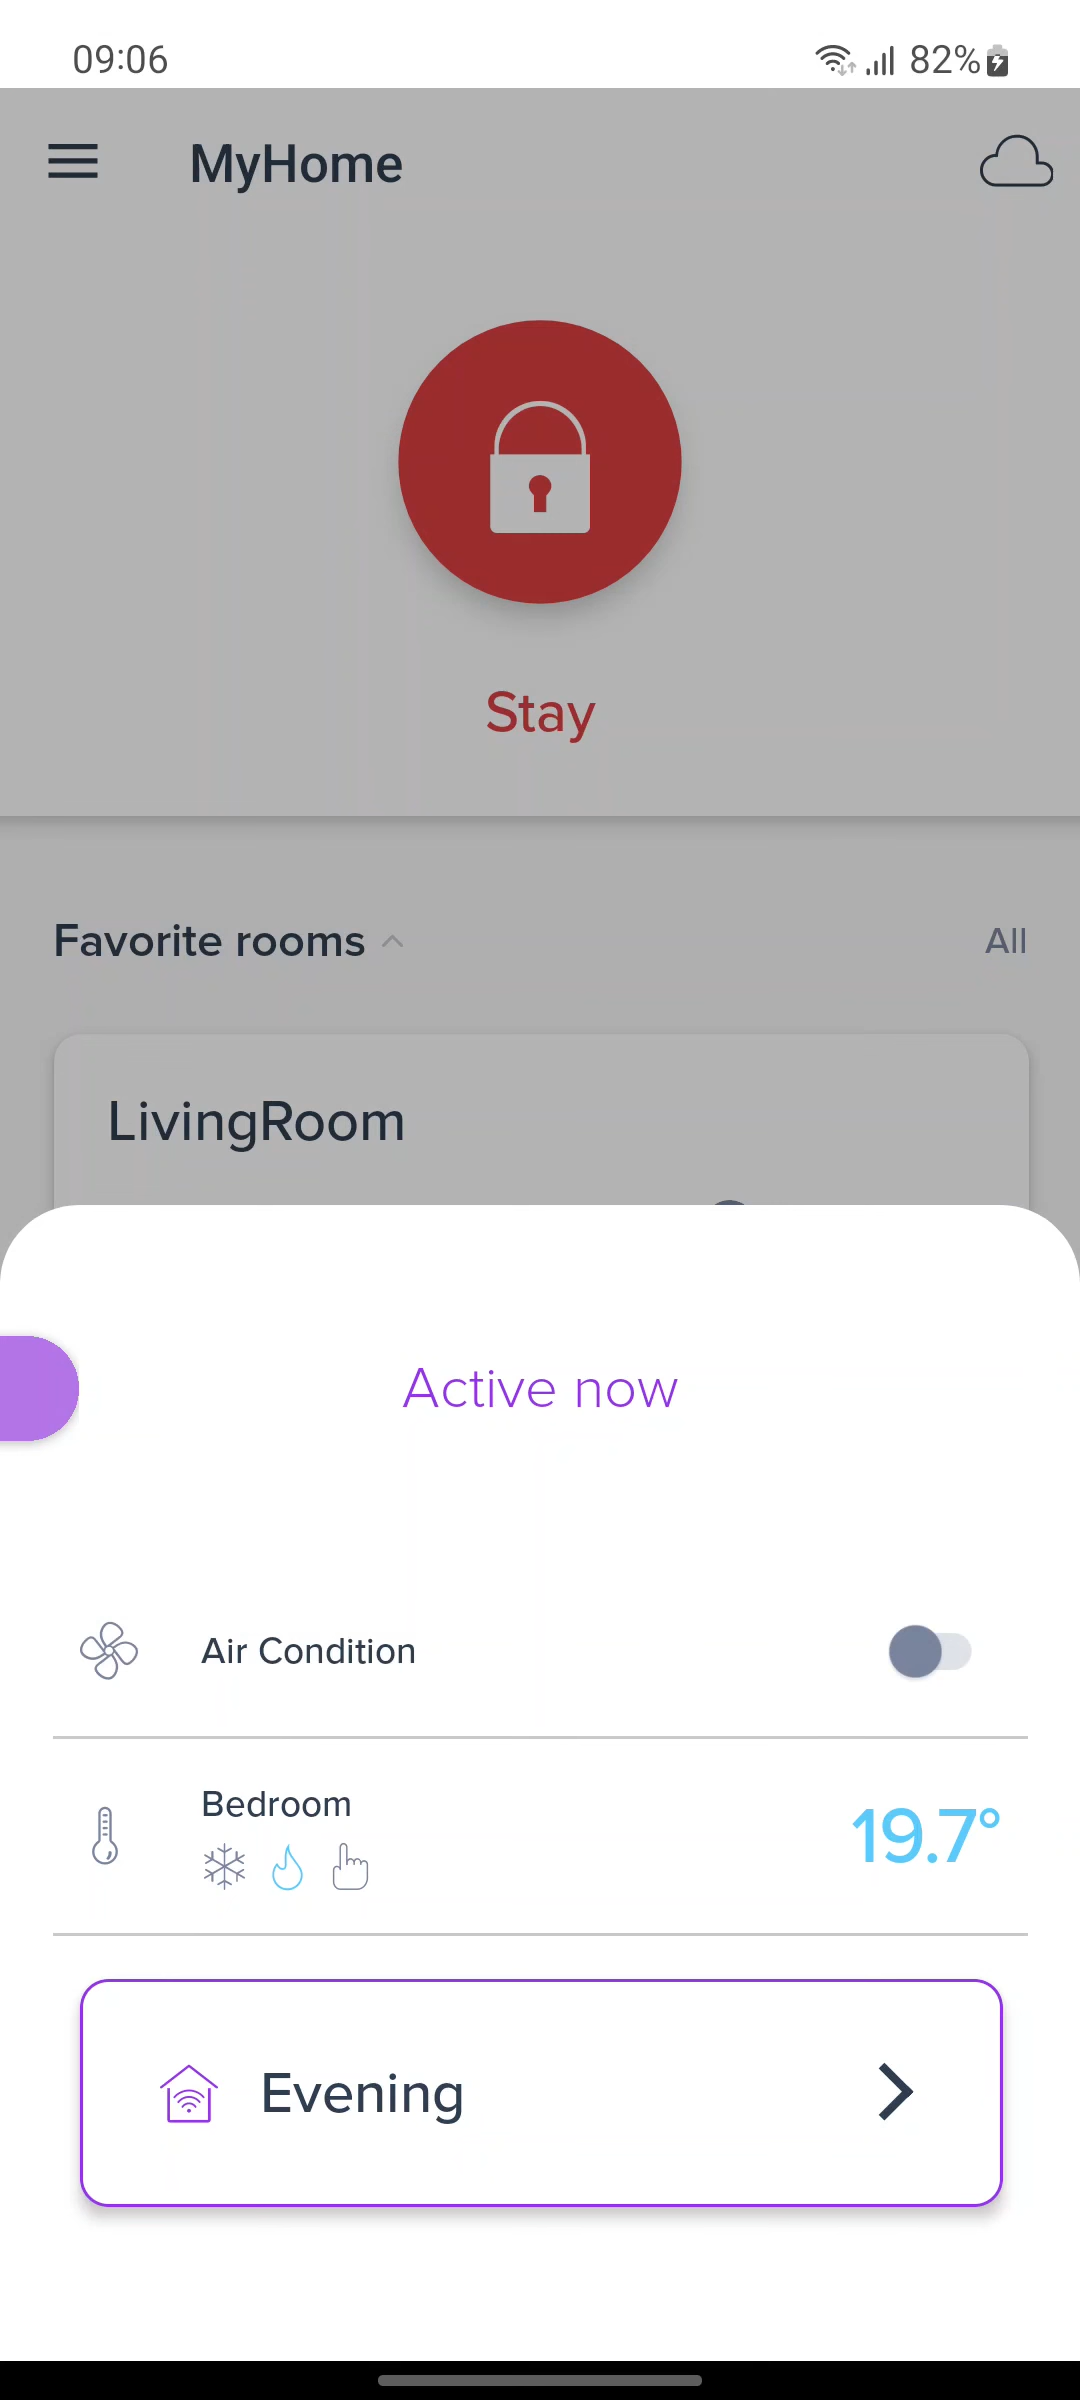 09:06
82%
MyHome
Stay
Favorite rooms
All
LivingRoom
Active now
Air Condition
Bedroom
19.7°
Evening